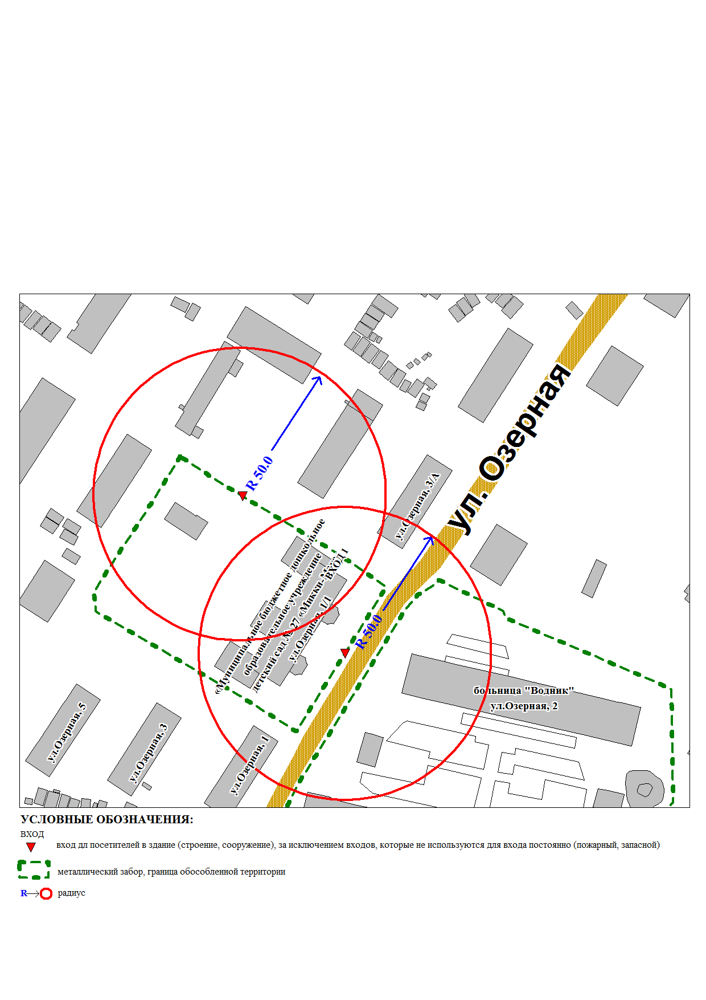 ул. Озерная
R 50.0
ул.Озерная, 3/А
«Муниципальное бюджетное дошкольное
образовательное учреждение
детский сад № 27 «Микки-
ул.Озерная, 1/1
ВХОД 1
R 50.0
больница "Водник"
ул.Озерная, 2
ул.Озерная, 5
ул.Озерная, 3
ул.Озерная, 1
УСЛОВНЫЕ ОБОЗНАЧЕНИЯ:
ВХОД
вход дл посетителей в здание (строение, сооружение), за исключением входов, которые не используются для входа постоянно (пожарный, запасной)
металлический забор, граница обособленной территории
R
радиус